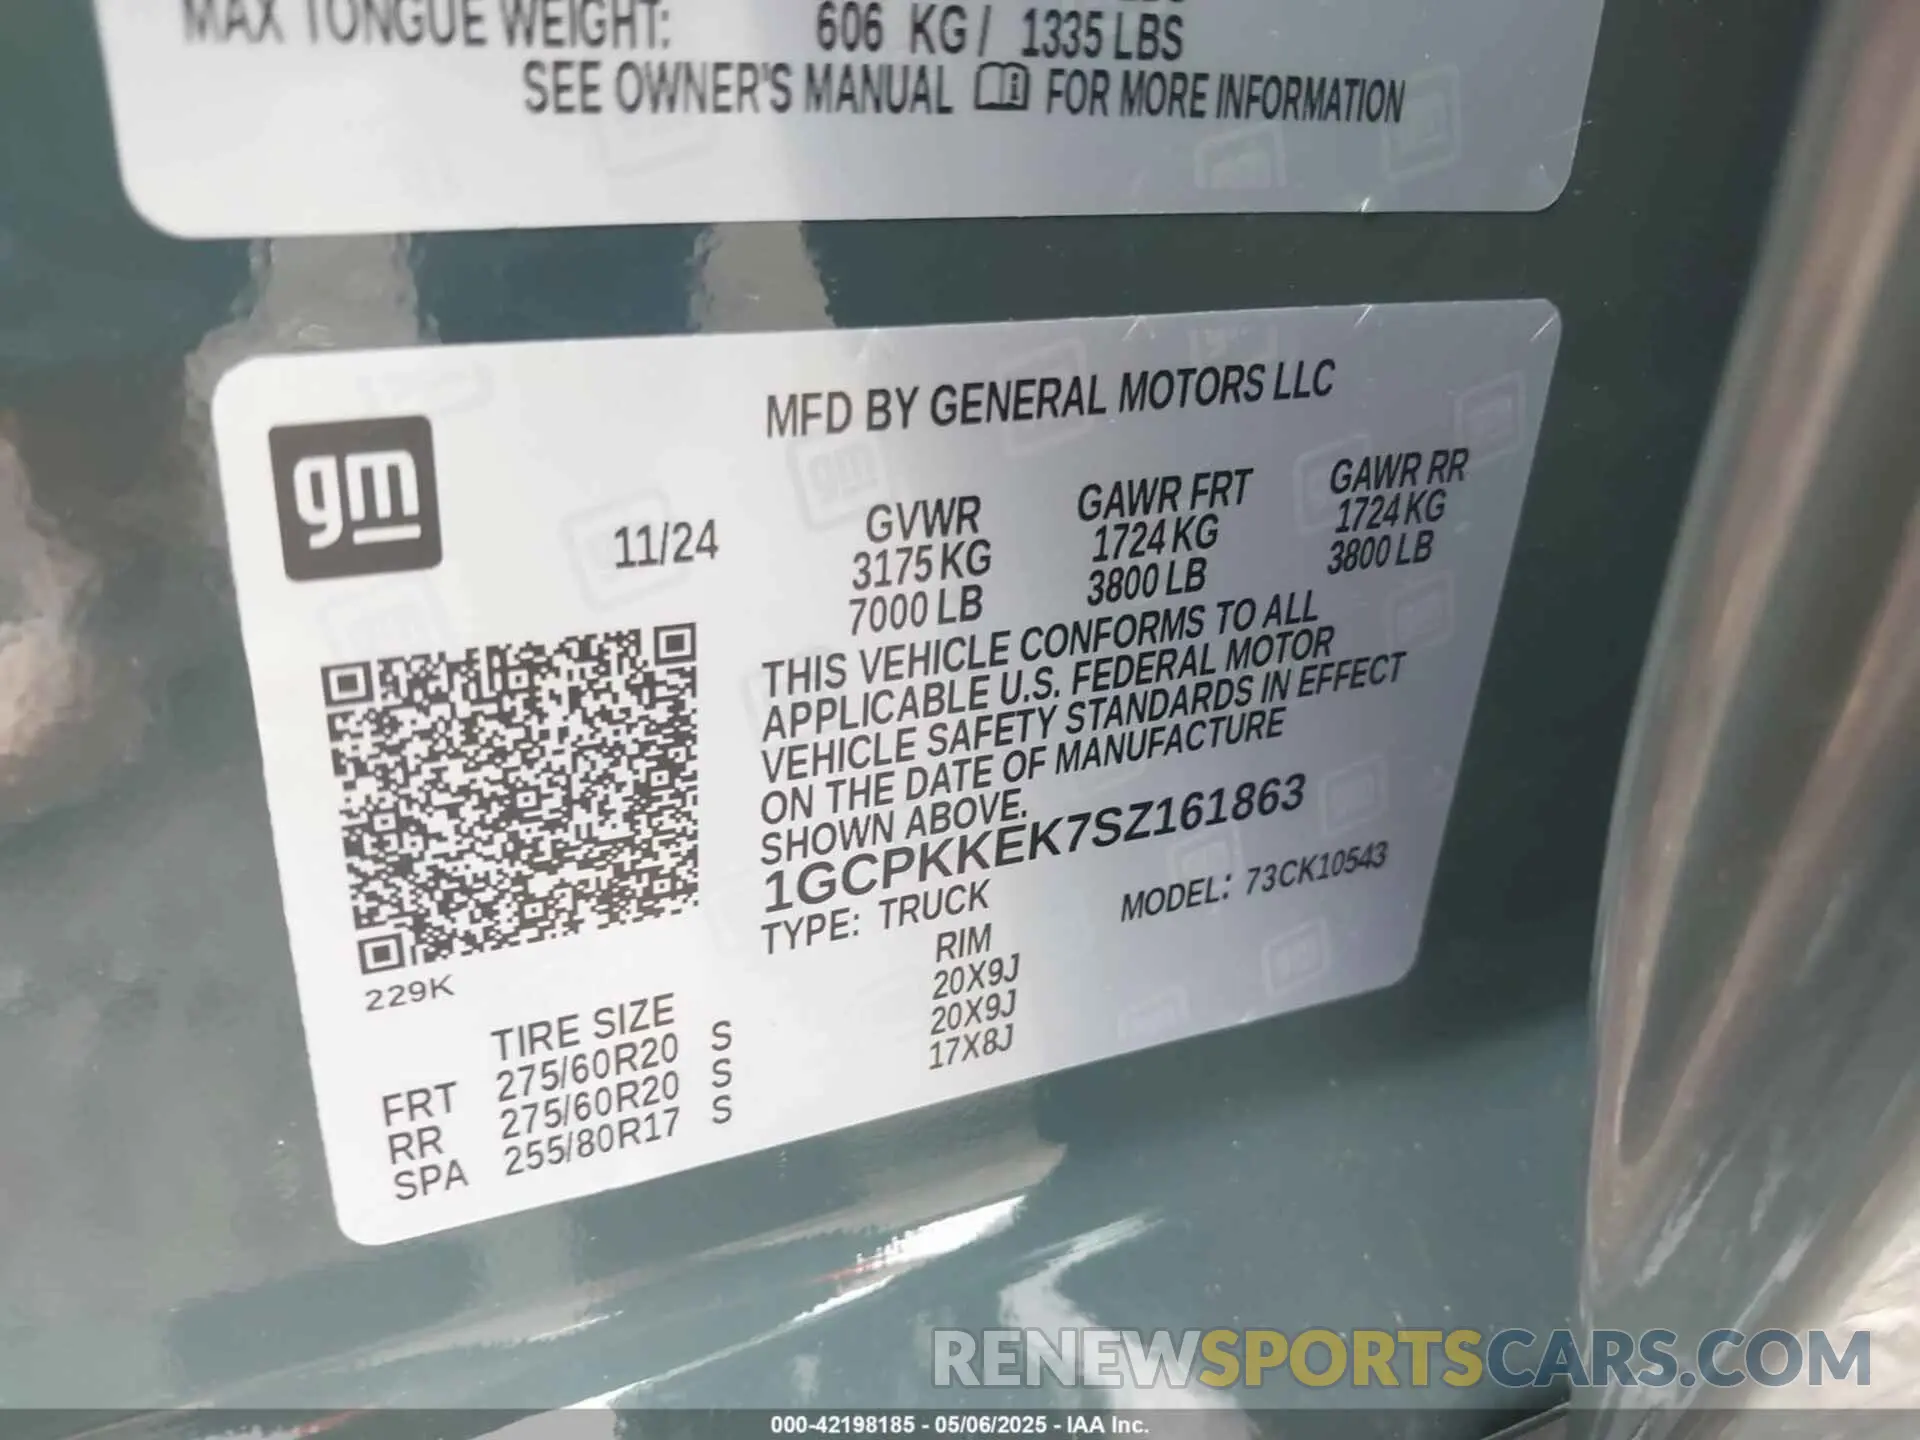 MAX TONGUE WEIGHT: 606 KG / 1335 LBS
SEE OWNER'S MANUAL FOR MORE INFORMATION
gm
MFD BY GENERAL MOTORS LLC
11/24 GVWR GAWR FRT GAWR RR
3175 KG 1724 KG 1724 KG
7000 LB 3800 LB 3800 LB
THIS VEHICLE CONFORMS TO ALL
APPLICABLE U.S. FEDERAL MOTOR
VEHICLE SAFETY STANDARDS IN EFFECT
ON THE DATE OF MANUFACTURE
SHOWN ABOVE.
1GCPKKEK7SZ161863
TYPE: TRUCK MODEL: 73CK10543
229K
TIRE SIZE RIM
FRT 275/60R20 S 20X9J
RR 275/60R20 S 20X9J
SPA 255/80R17 S 17X8J
RENEWSPORTSCARS.COM
000-42198185 - 05/06/2025 - IAA Inc.